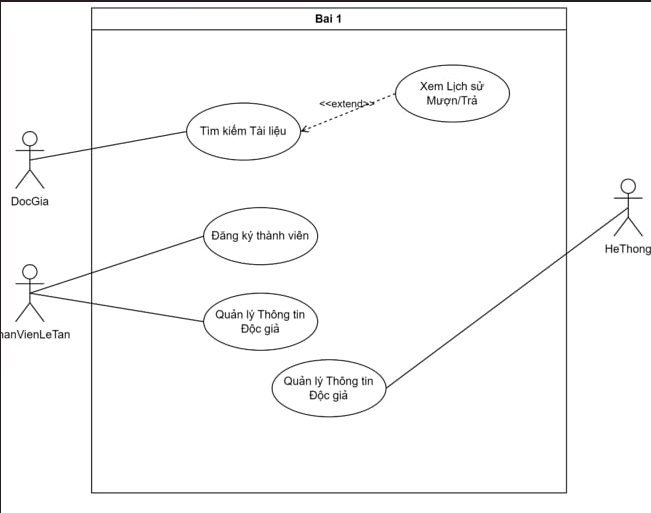 Bai 1
Xem Lịch sử
Mượn/Trả
<<extend>>
Tìm kiếm Tài liệu
DocGia
Đăng ký thành viên
HeThong
Quản lý Thông tin
Độc giả
hanVienLeTan
Quản lý Thông tin
Độc giả